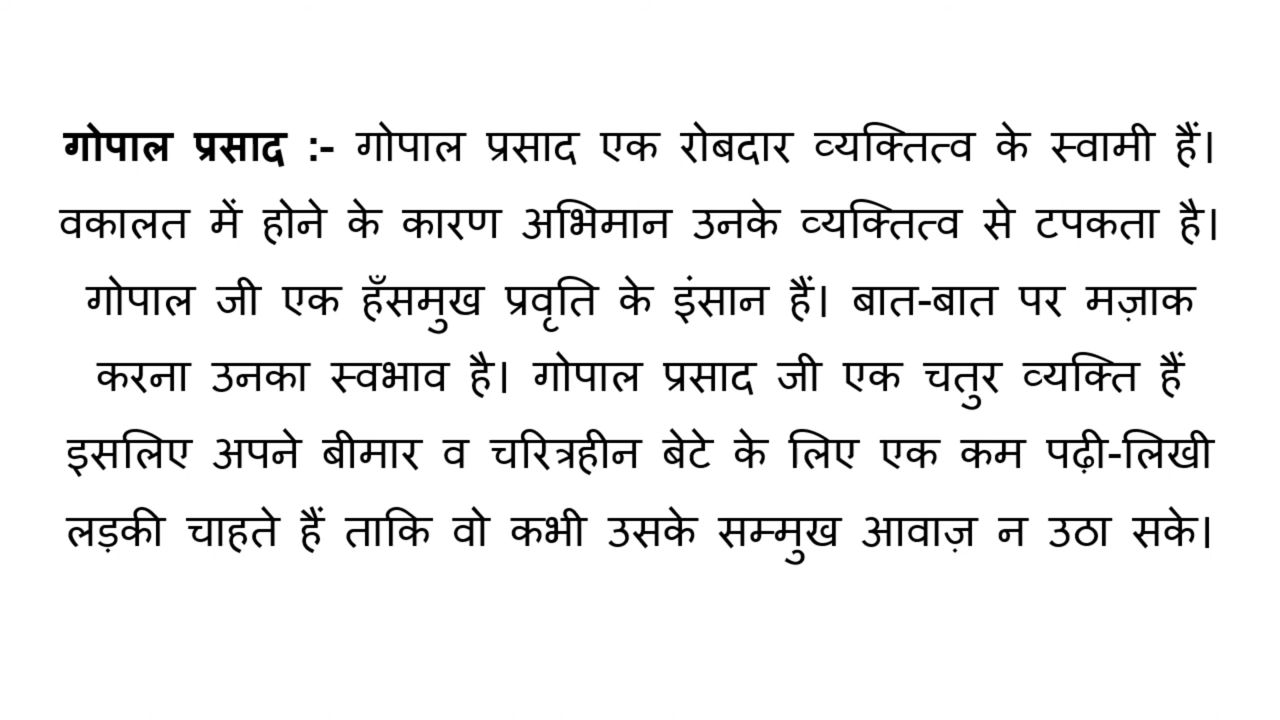 गोपाल प्रसाद :- गोपाल प्रसाद एक रोबदार व्यक्तित्व के स्वामी हैं।
वकालत में होने के कारण अभिमान उनके व्यक्तित्व से टपकता है।
गोपाल जी एक हँसमुख प्रवृति के इंसान हैं। बात-बात पर मज़ाक
करना उनका स्वभाव है। गोपाल प्रसाद जी एक चतुर व्यक्ति हैं
इसलिए अपने बीमार व चरित्रहीन बेटे के लिए एक कम पढ़ी-लिखी
लड़की चाहते हैं ताकि वो कभी उसके सम्मुख आवाज़ न उठा सके।